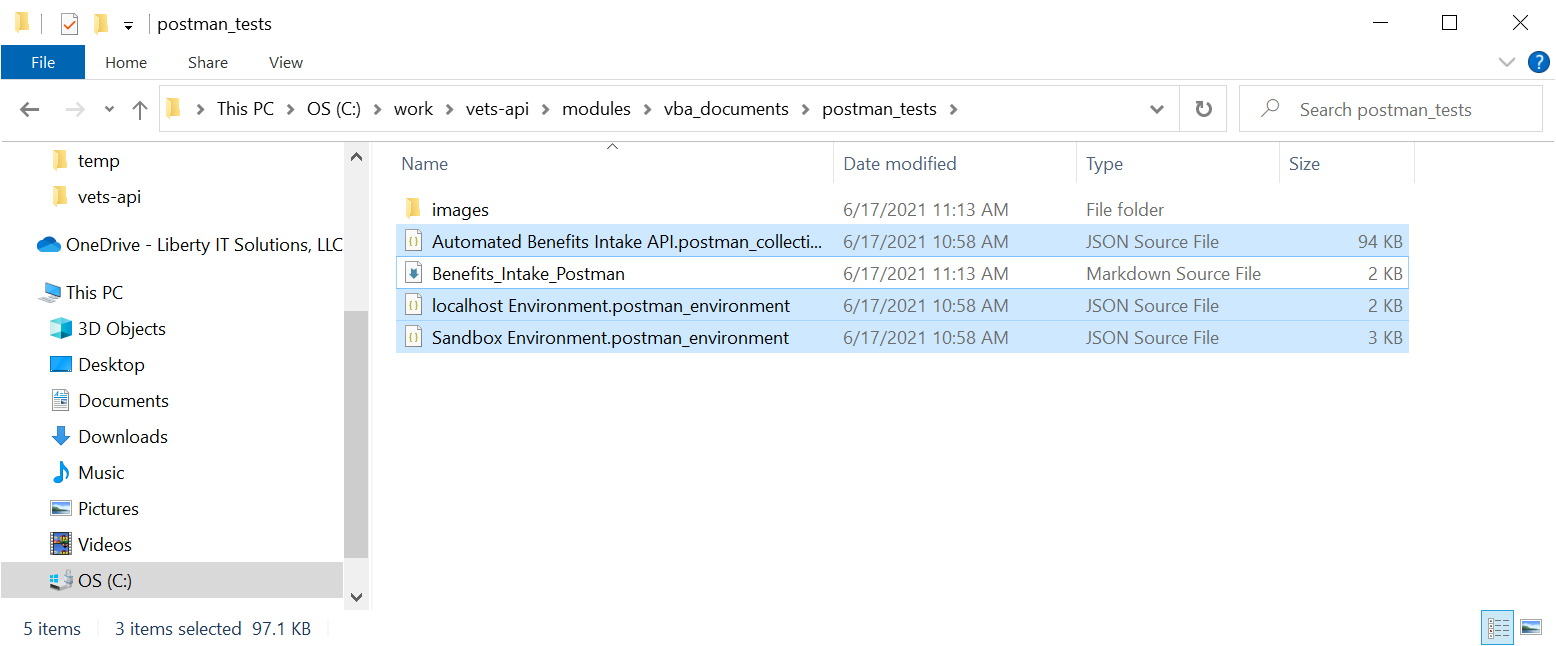 postman_tests
File Home Share View ?
This PC OS (C:) work vets-api modules vba_documents postman_tests Search postman_tests
temp
vets-api
OneDrive - Liberty IT Solutions, LLC
This PC
3D Objects
Desktop
Documents
Downloads
Music
Pictures
Videos
OS (C:)
Name Date modified Type Size
images 6/17/2021 11:13 AM File folder
Automated Benefits Intake API.postman_collecti... 6/17/2021 10:58 AM JSON Source File 94 KB
Benefits_Intake_Postman 6/17/2021 11:13 AM Markdown Source File 2 KB
localhost Environment.postman_environment 6/17/2021 10:58 AM JSON Source File 2 KB
Sandbox Environment.postman_environment 6/17/2021 10:58 AM JSON Source File 3 KB
5 items 3 items selected 97.1 KB